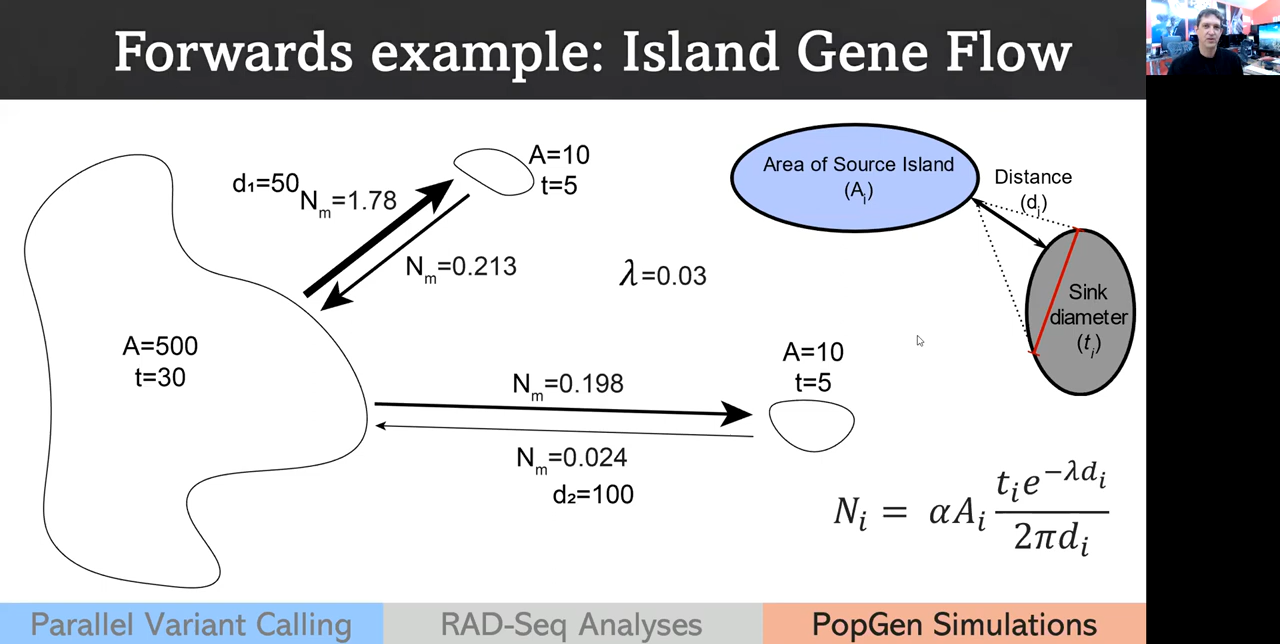 Forwards example: Island Gene Flow
d₁=50
Nₘ=1.78
A=10
t=5
Nₘ=0.213
λ=0.03
A=500
t=30
Nₘ=0.198
Nₘ=0.024
d₂=100
A=10
t=5
Area of Source Island
(Aᵢ)
Distance
(dᵢ)
Sink
diameter
(tᵢ)
Nᵢ = αAᵢ tᵢe^−λdᵢ / 2πdᵢ
Parallel Variant Calling
RAD-Seq Analyses
PopGen Simulations